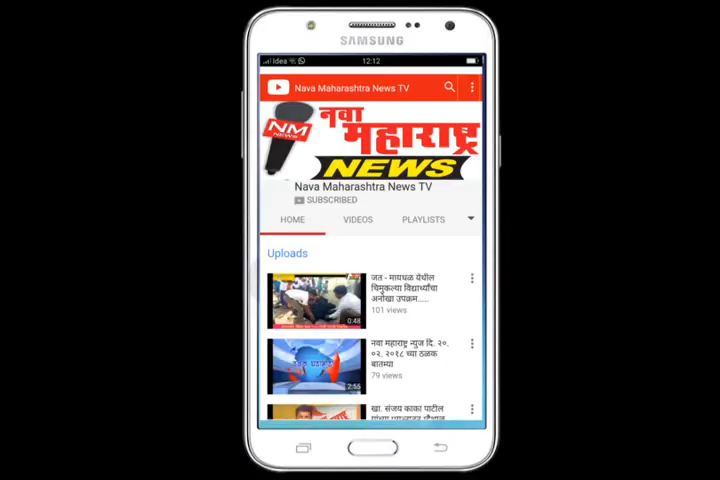 SAMSUNG
Idea
12:12
Nava Maharashtra News TV
नवा
महाराष्ट्र
NM
NEWS
NEWS
Nava Maharashtra News TV
SUBSCRIBED
HOME VIDEOS PLAYLISTS
Uploads
जत - मायथळ येथील
चिमुकल्या विद्यार्थ्यांचा
अनोखा उपक्रम.....
101 views
0:48
नवा महाराष्ट्र न्युज दि. २०.
०२. २०१८ च्या ठळक
बातम्या
79 views
2:55
खा. संजय काका पाटील